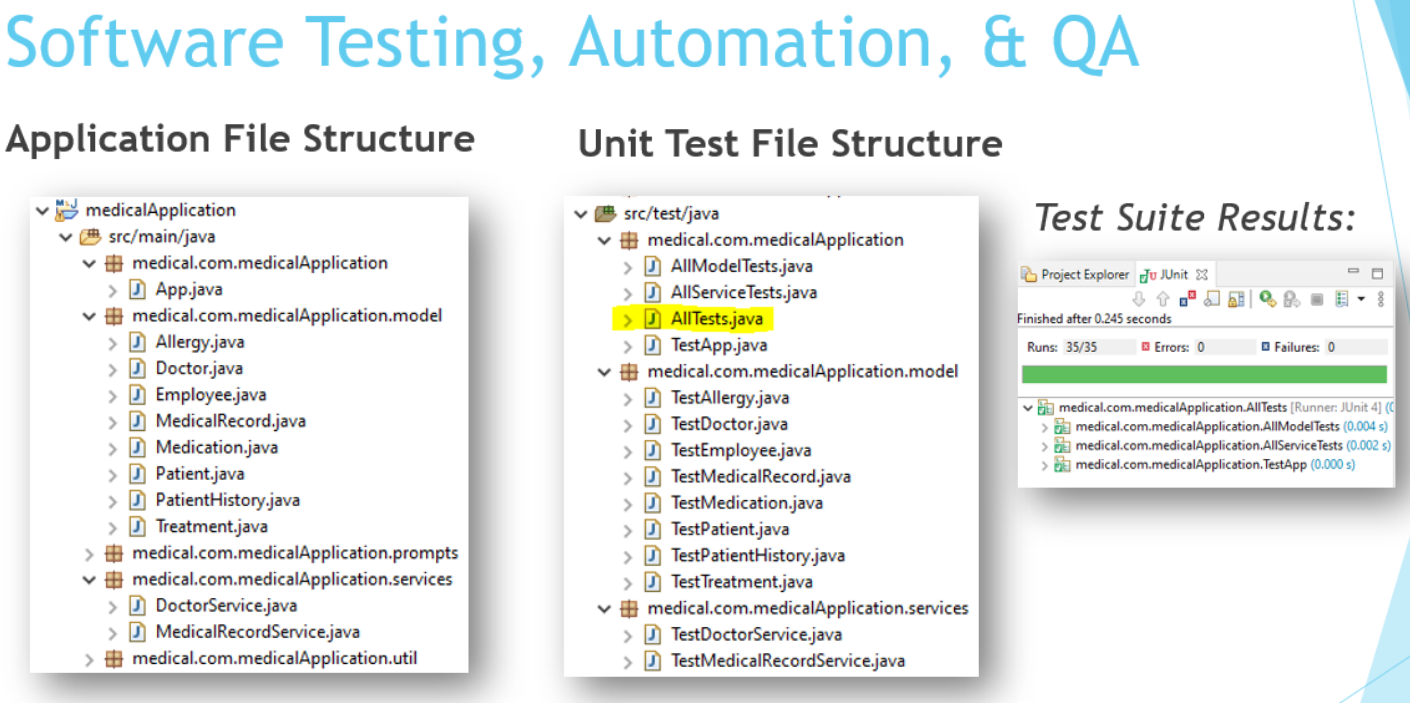 Software Testing, Automation, & QA
Application File Structure
medicalApplication
src/main/java
medical.com.medicalApplication
App.java
medical.com.medicalApplication.model
Allergy.java
Doctor.java
Employee.java
MedicalRecord.java
Medication.java
Patient.java
PatientHistory.java
Treatment.java
medical.com.medicalApplication.prompts
medical.com.medicalApplication.services
DoctorService.java
MedicalRecordService.java
medical.com.medicalApplication.util
Unit Test File Structure
src/test/java
medical.com.medicalApplication
AllModelTests.java
AllServiceTests.java
AllTests.java
TestApp.java
medical.com.medicalApplication.model
TestAllergy.java
TestDoctor.java
TestEmployee.java
TestMedicalRecord.java
TestMedication.java
TestPatient.java
TestPatientHistory.java
TestTreatment.java
medical.com.medicalApplication.services
TestDoctorService.java
TestMedicalRecordService.java
Test Suite Results:
Project Explorer JUnit
Finished after 0.245 seconds
Runs: 35/35 Errors: 0 Failures: 0
medical.com.medicalApplication.AllTests [Runner: JUnit 4] (0
medical.com.medicalApplication.AllModelTests (0.004 s)
medical.com.medicalApplication.AllServiceTests (0.002 s)
medical.com.medicalApplication.TestApp (0.000 s)